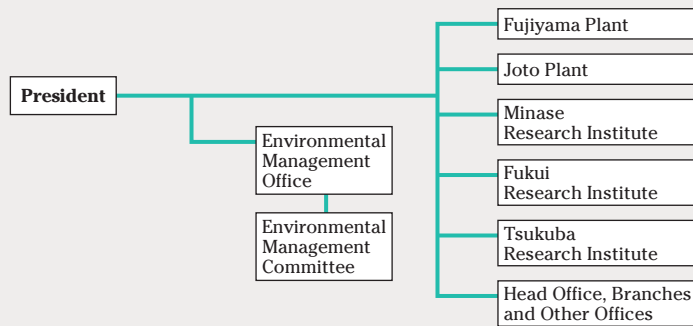 President
Environmental
Management
Office
Environmental
Management
Committee
Fujiyama Plant
Joto Plant
Minase
Research Institute
Fukui
Research Institute
Tsukuba
Research Institute
Head Office, Branches
and Other Offices